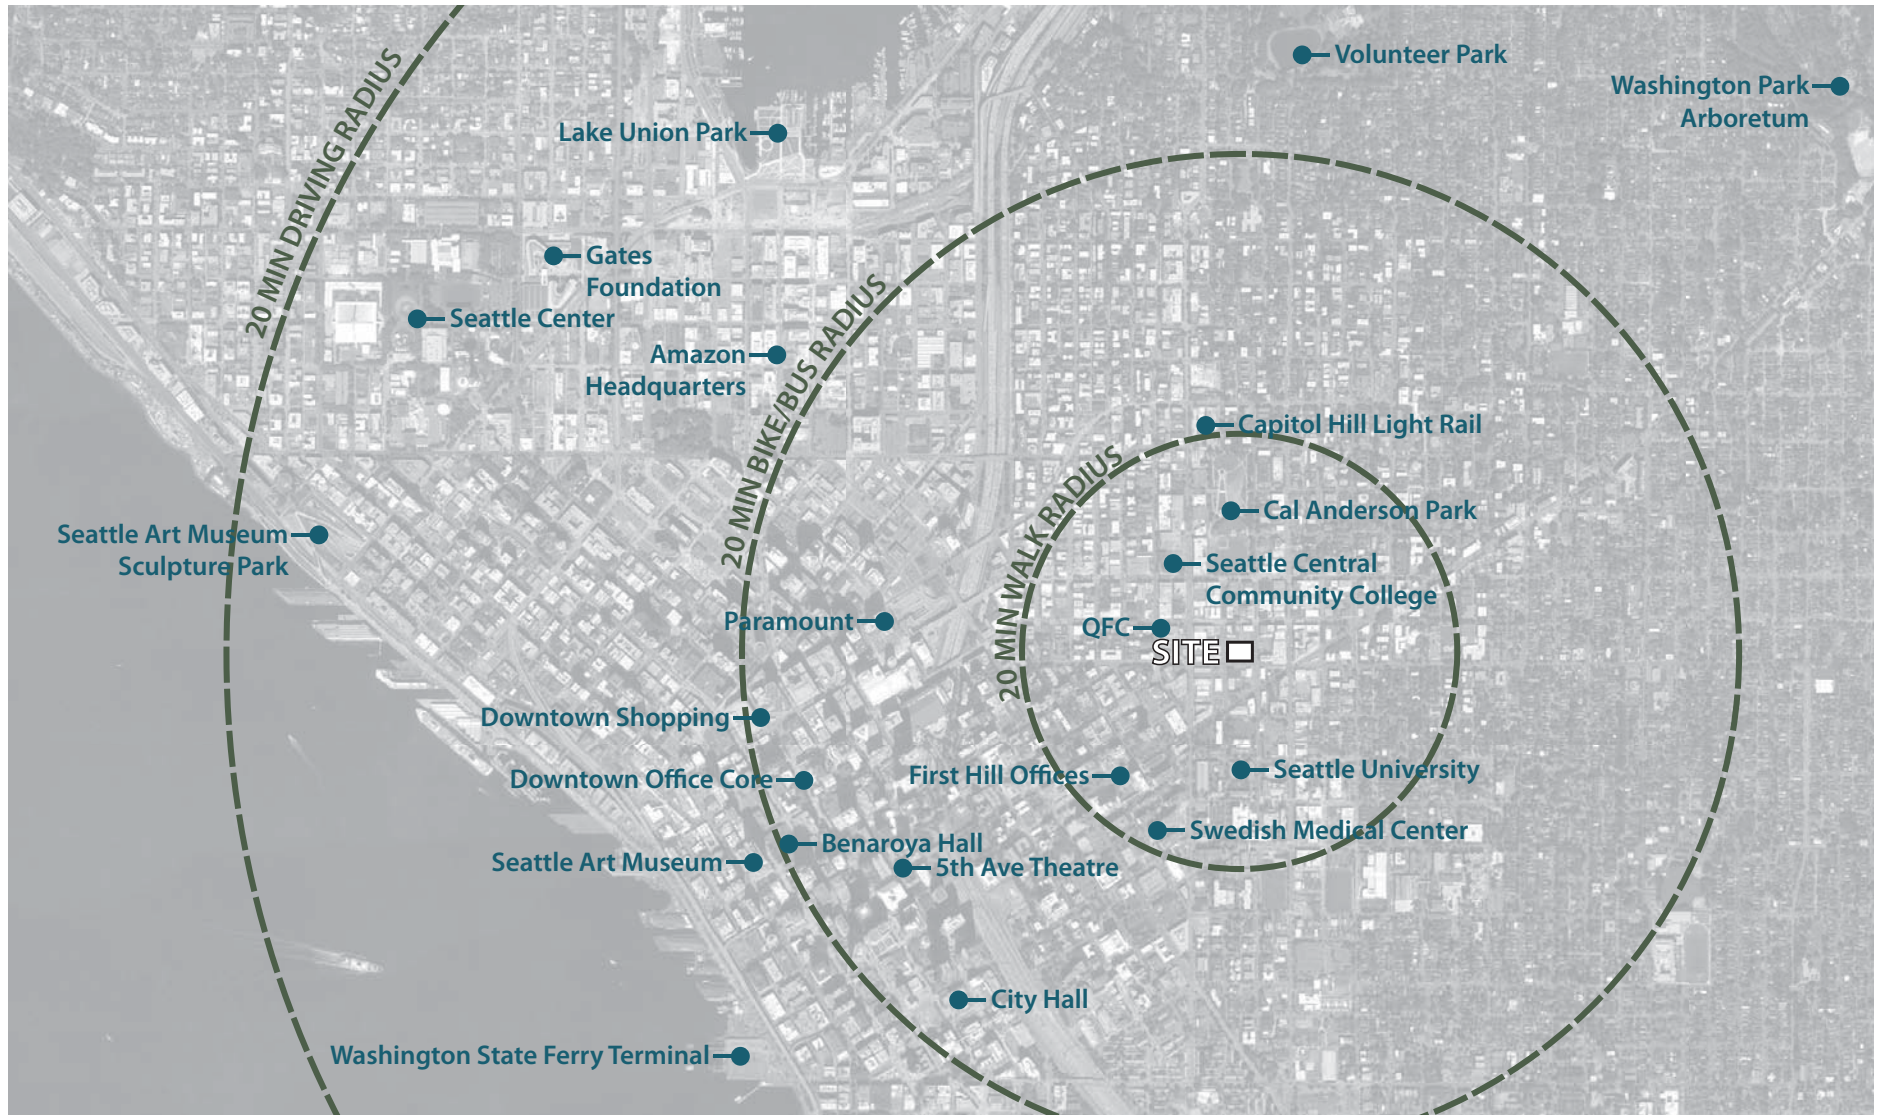 Volunteer Park
Washington Park
Arboretum
Lake Union Park
20 MIN DRIVING RADIUS
Gates
Foundation
Seattle Center
20 MIN BIKE/BUS RADIUS
Amazon
Headquarters
Capitol Hill Light Rail
20 MIN WALK RADIUS
Cal Anderson Park
Seattle Art Museum
Sculpture Park
Seattle Central
Community College
Paramount
QFC
SITE
Downtown Shopping
Downtown Office Core
First Hill Offices
Seattle University
Swedish Medical Center
Benaroya Hall
Seattle Art Museum
5th Ave Theatre
City Hall
Washington State Ferry Terminal